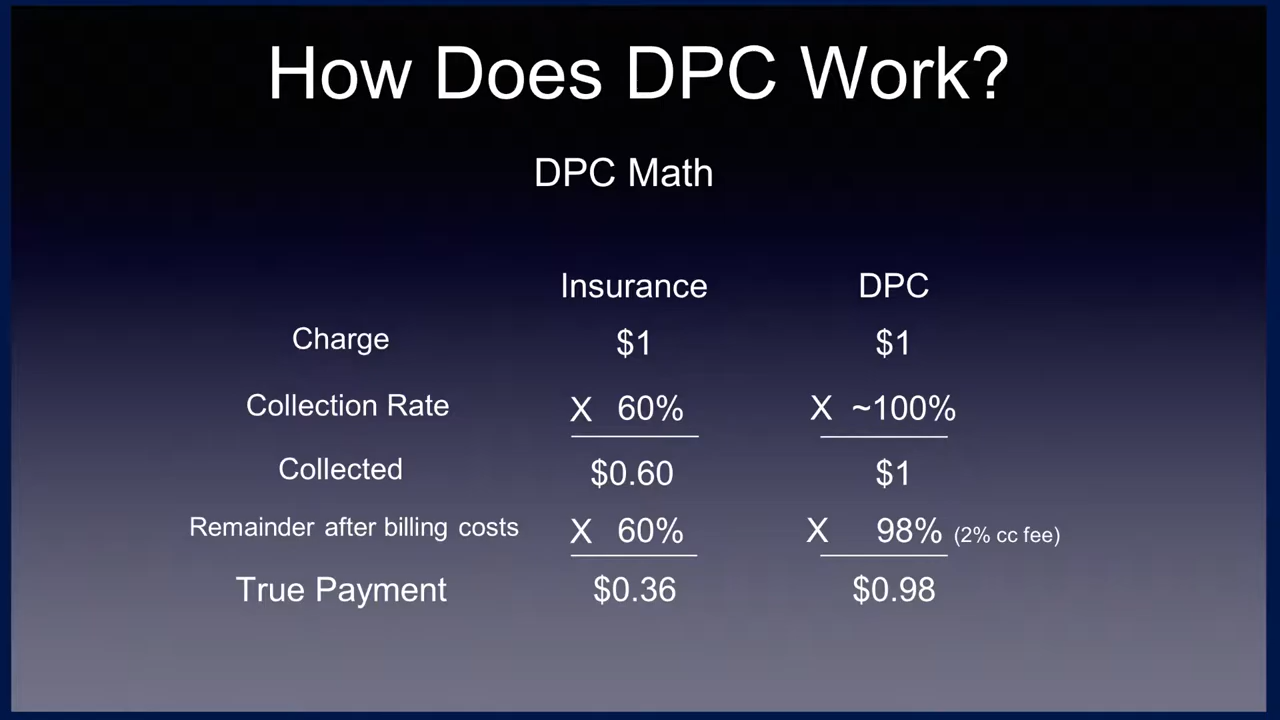 How Does DPC Work?
DPC Math
Insurance DPC
Charge $1 $1
Collection Rate X 60% X ~100%
Collected $0.60 $1
Remainder after billing costs X 60% X 98% (2% cc fee)
True Payment $0.36 $0.98